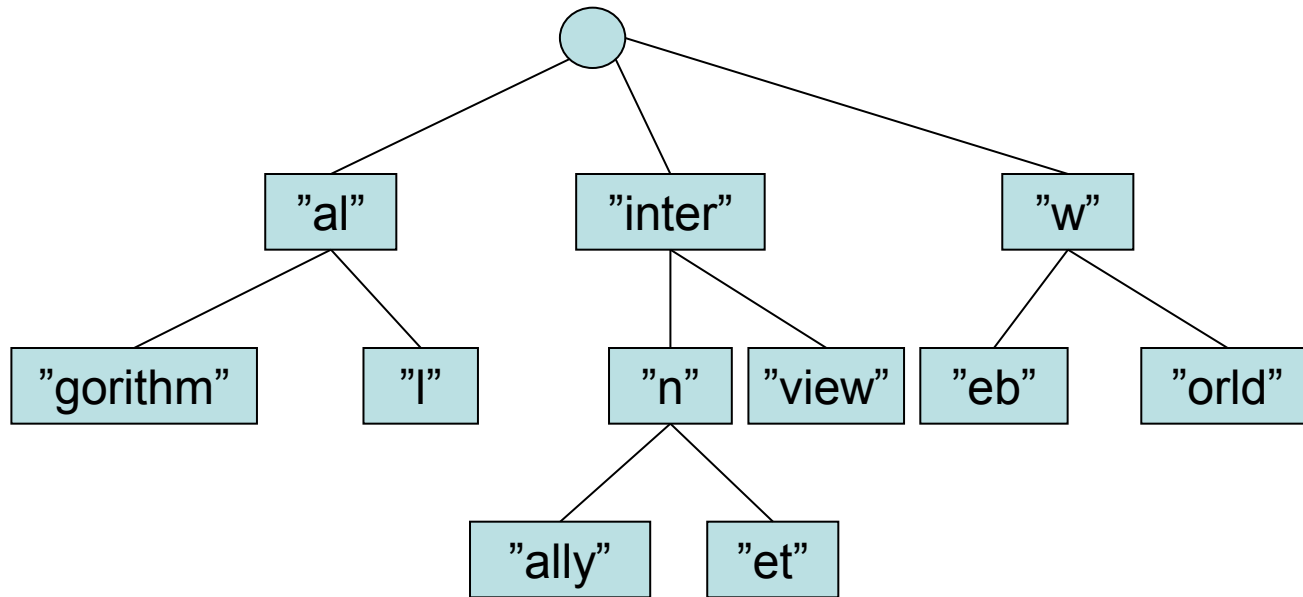 ”al” ”inter” ”w”
”gorithm” ”l” ”n” ”view” ”eb” ”orld”
”ally” ”et”